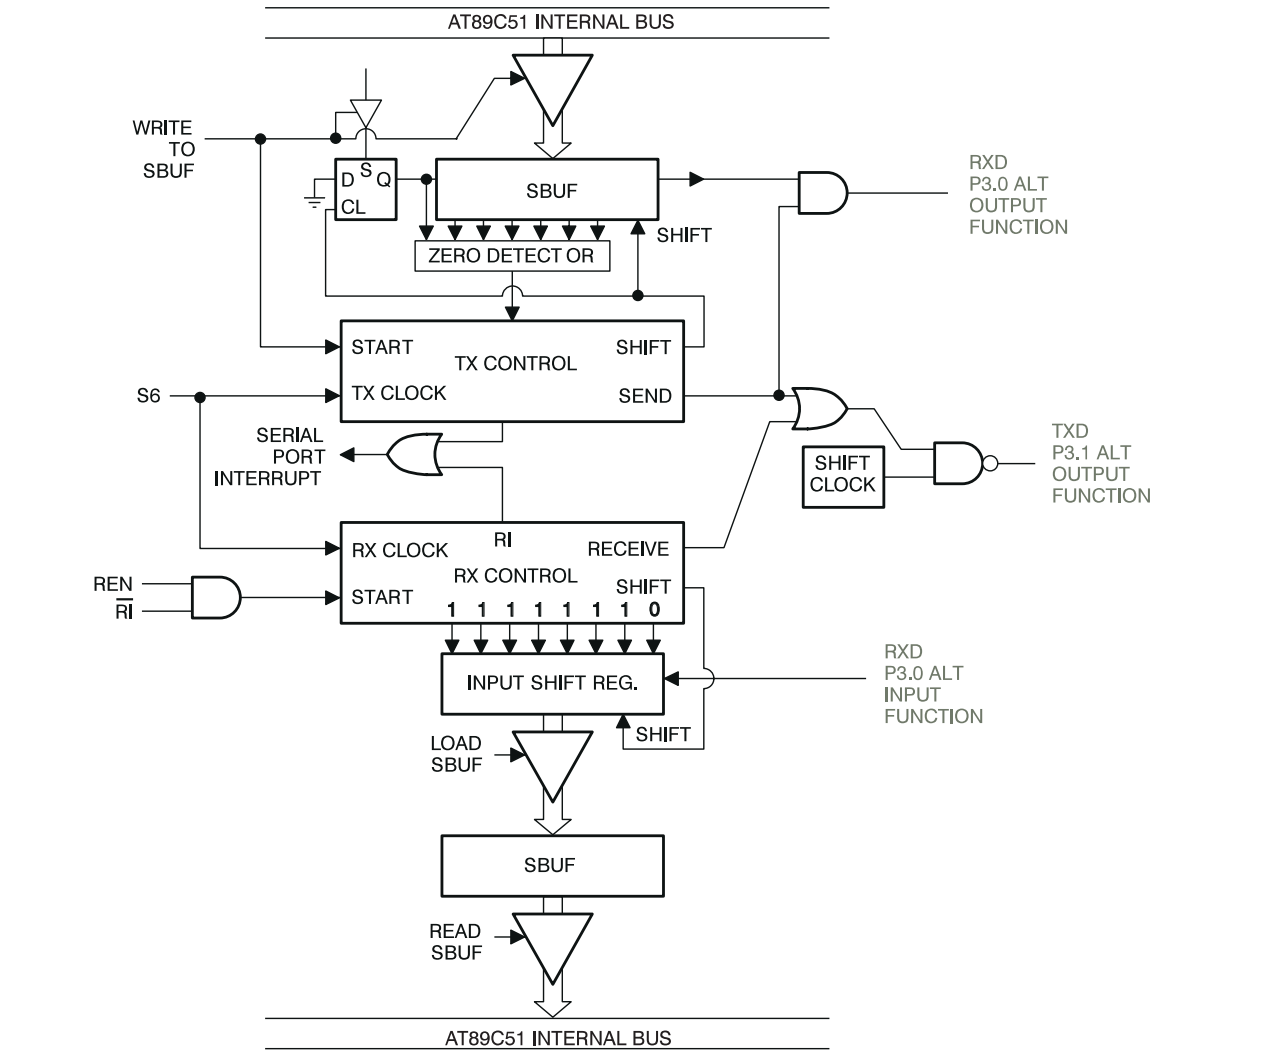 AT89C51 INTERNAL BUS
WRITE
TO
SBUF
D S Q
CL
SBUF
RXD
P3.0 ALT
OUTPUT
FUNCTION
SHIFT
ZERO DETECT OR
START
TX CONTROL
SHIFT
S6
TX CLOCK
SEND
SERIAL
PORT
INTERRUPT
SHIFT
CLOCK
TXD
P3.1 ALT
OUTPUT
FUNCTION
RI
RX CLOCK
RECEIVE
RX CONTROL
SHIFT
REN
R̅I̅
START
1 1 1 1 1 1 1 0
INPUT SHIFT REG.
RXD
P3.0 ALT
INPUT
FUNCTION
SHIFT
LOAD
SBUF
SBUF
READ
SBUF
AT89C51 INTERNAL BUS